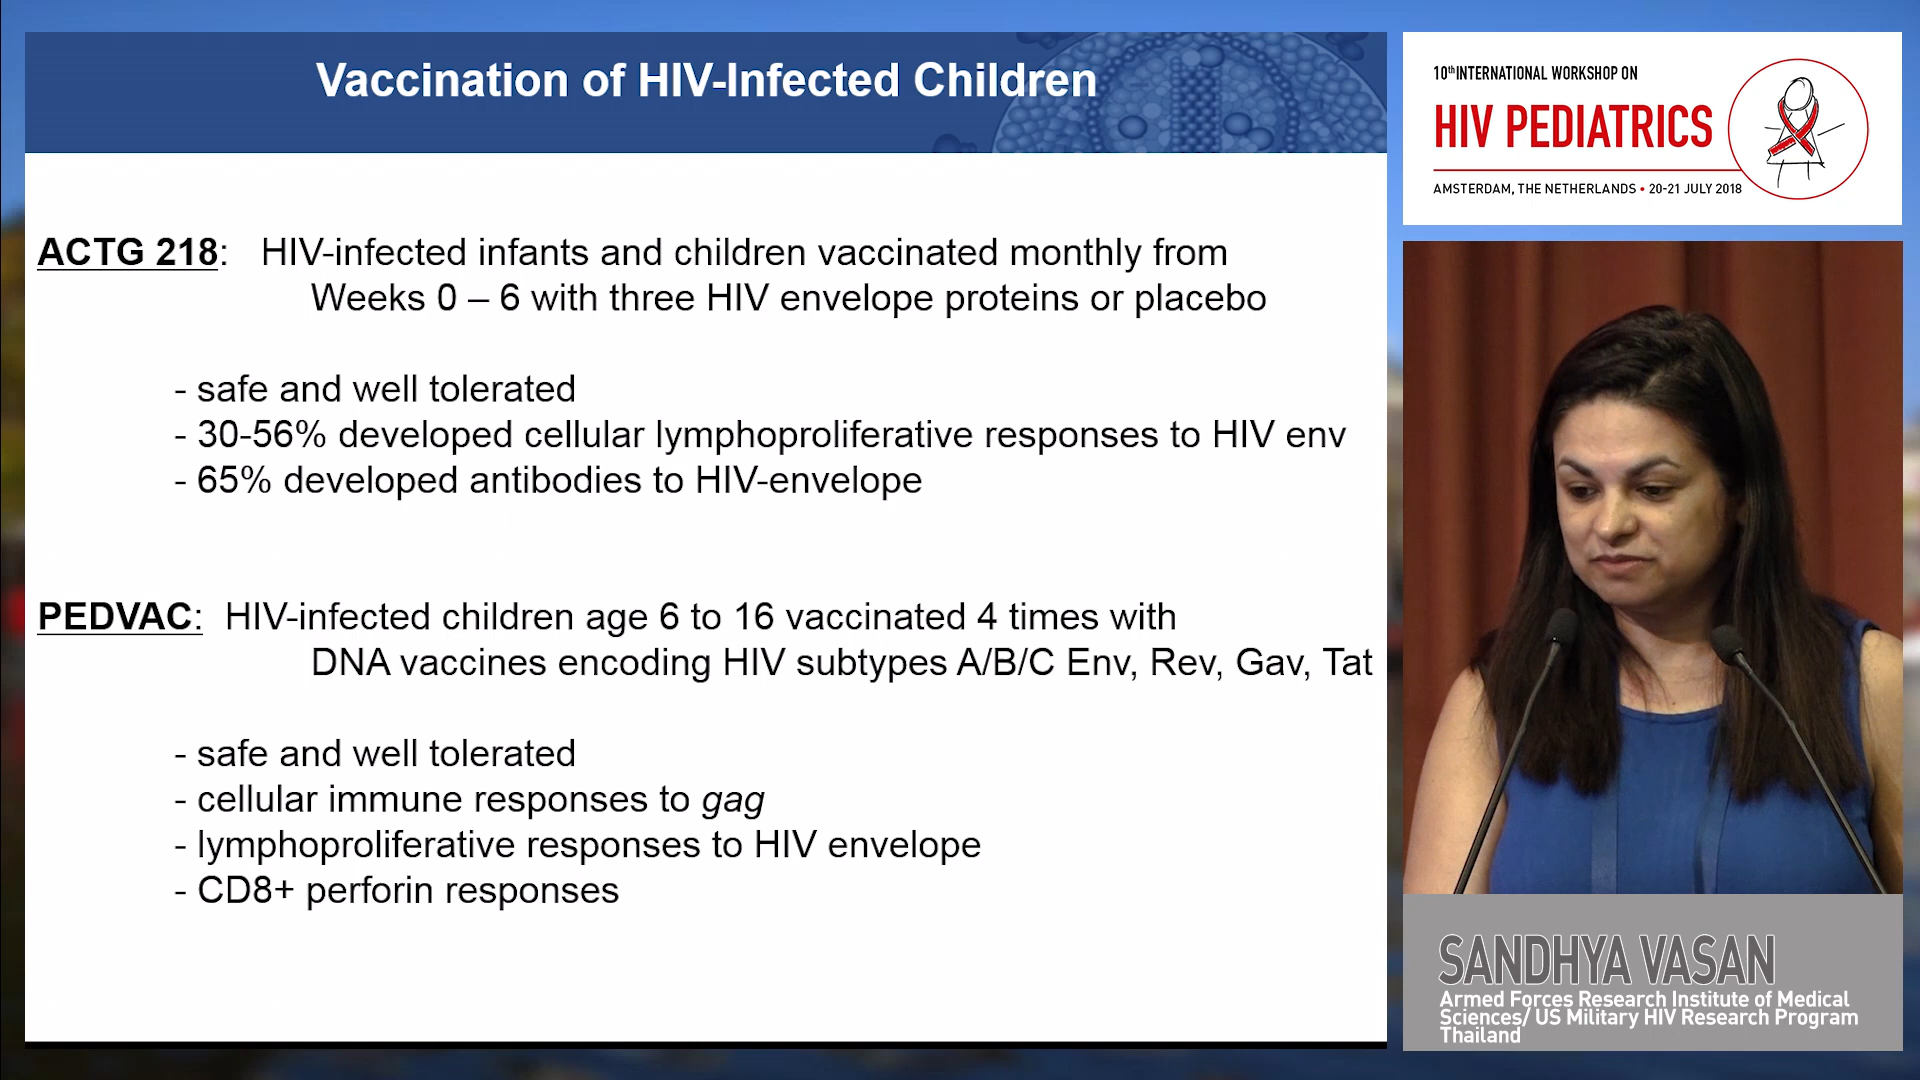 Vaccination of HIV-Infected Children
ACTG 218: HIV-infected infants and children vaccinated monthly from
Weeks 0 – 6 with three HIV envelope proteins or placebo
- safe and well tolerated
- 30-56% developed cellular lymphoproliferative responses to HIV env
- 65% developed antibodies to HIV-envelope
PEDVAC: HIV-infected children age 6 to 16 vaccinated 4 times with
DNA vaccines encoding HIV subtypes A/B/C Env, Rev, Gav, Tat
- safe and well tolerated
- cellular immune responses to gag
- lymphoproliferative responses to HIV envelope
- CD8+ perforin responses
10th INTERNATIONAL WORKSHOP ON
HIV PEDIATRICS
AMSTERDAM, THE NETHERLANDS • 20-21 JULY 2018
SANDHYA VASAN
Armed Forces Research Institute of Medical
Sciences/ US Military HIV Research Program
Thailand